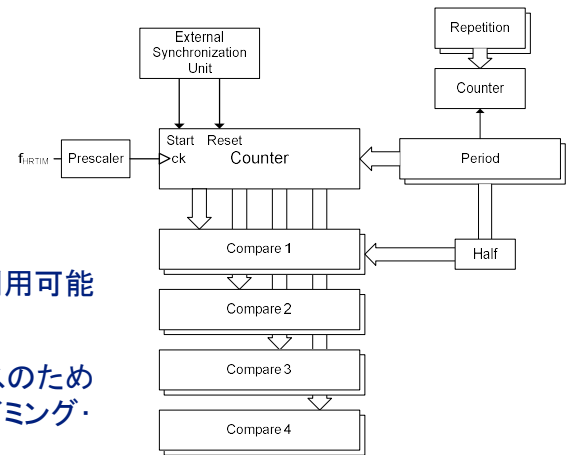 External
Synchronization
Unit
Repetition
Counter
Start Reset
fHRTIM
Prescaler
ck
Counter
Period
Compare 1
Half
用可能
Compare 2
のため
Compare 3
ミング・
Compare 4